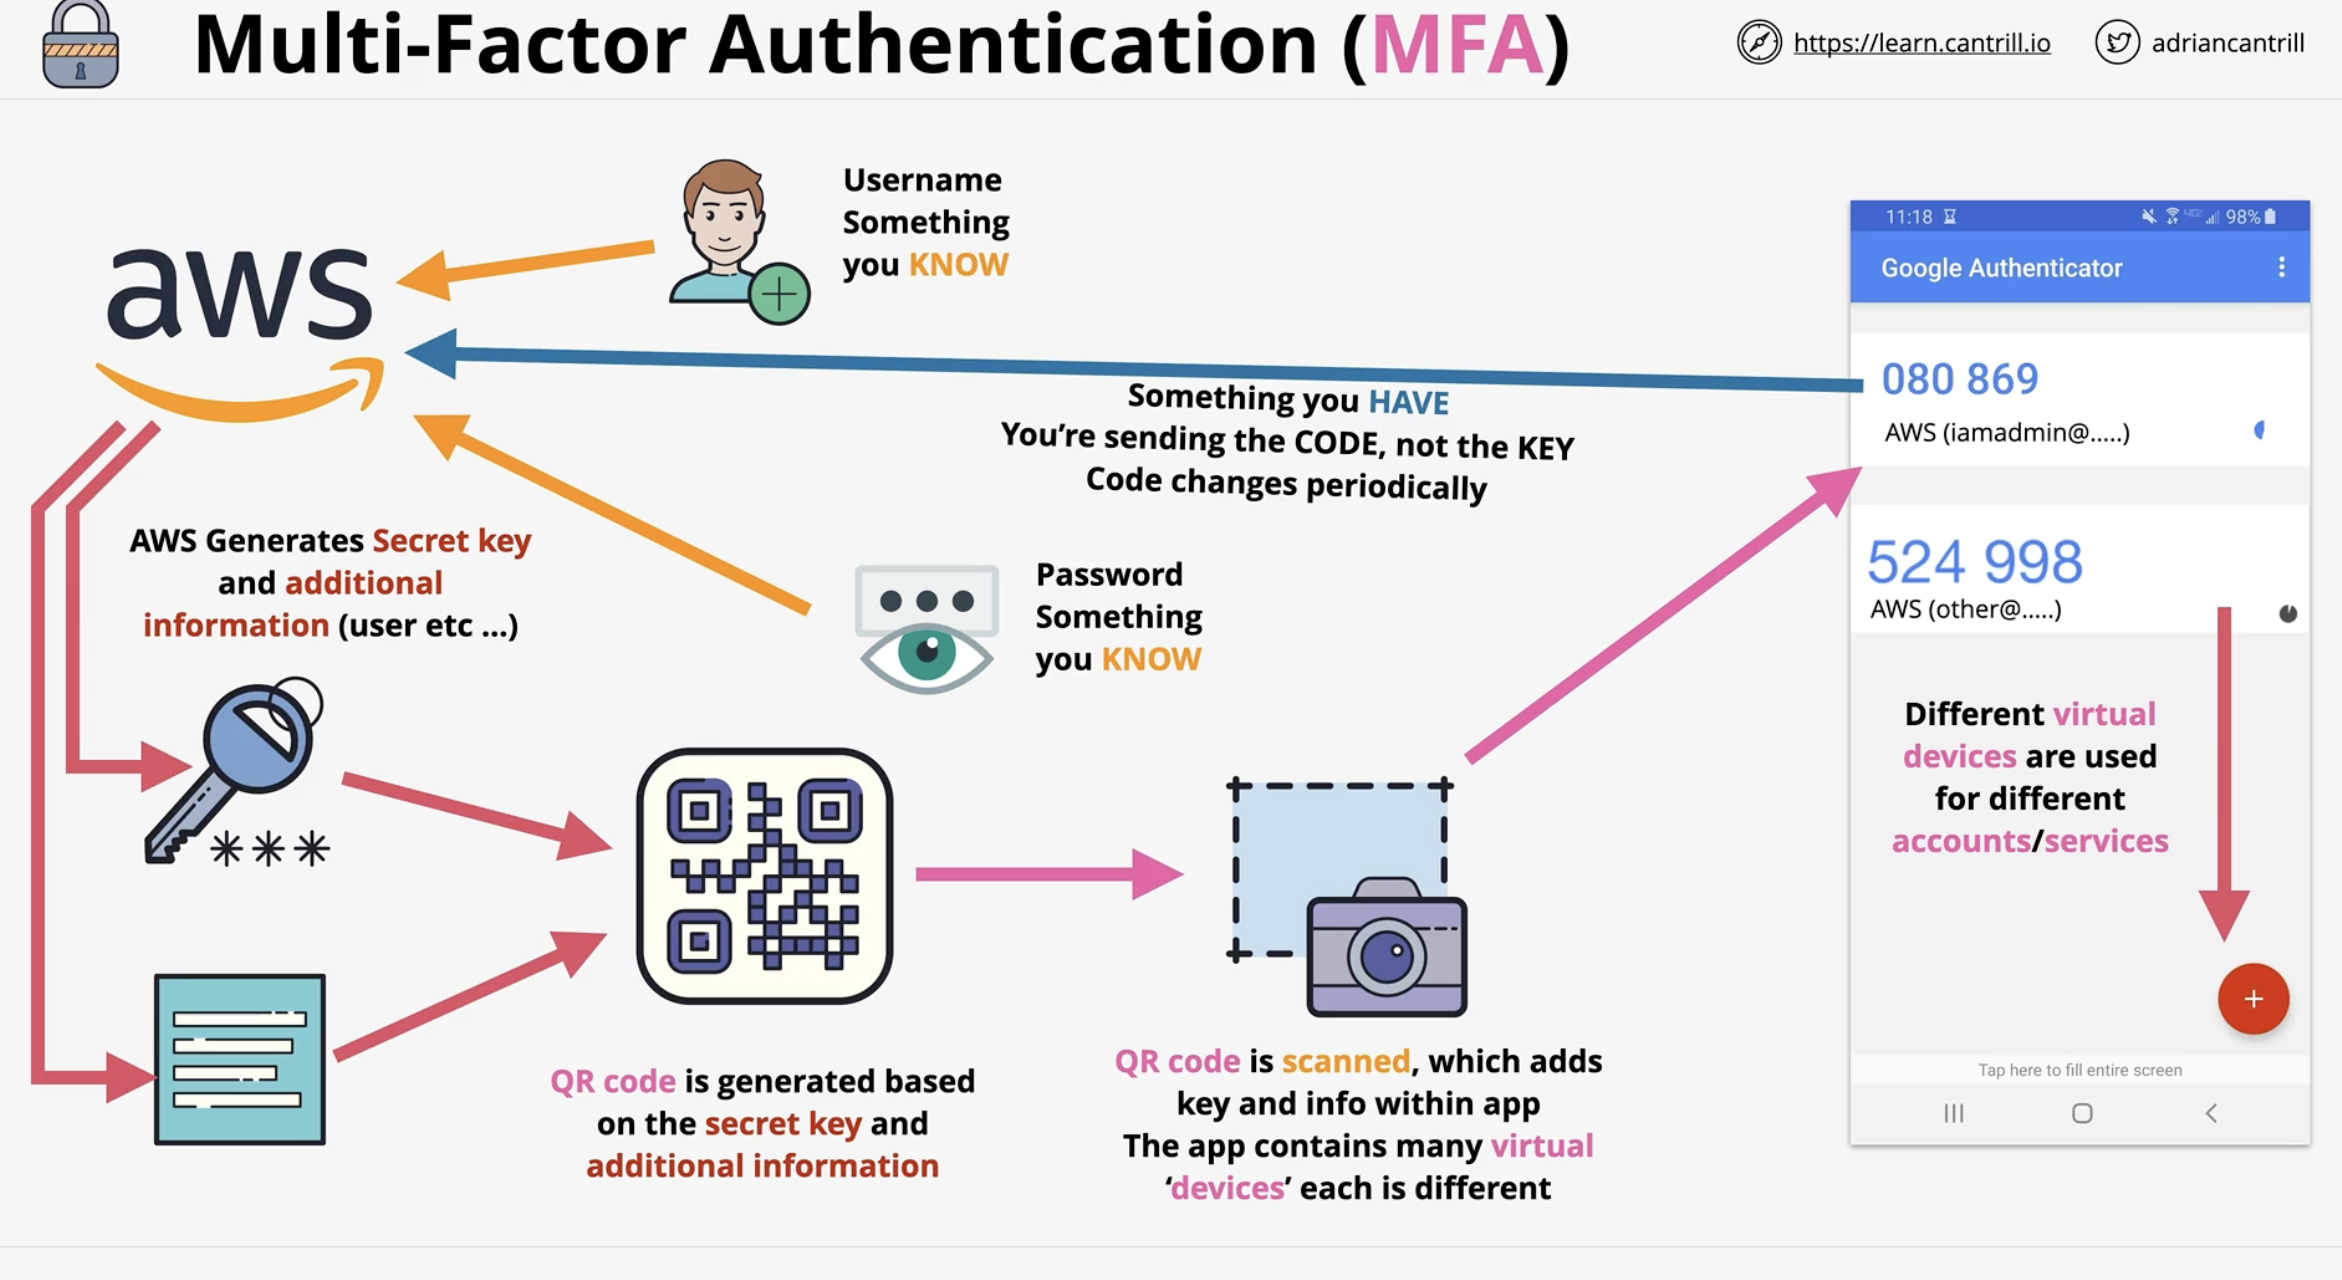 Multi-Factor Authentication (MFA)
https://learn.cantrill.io
adriancantrill
aws
Username
Something
you KNOW
Something you HAVE
You're sending the CODE, not the KEY
Code changes periodically
AWS Generates Secret key
and additional
information (user etc ...)
Password
Something
you KNOW
QR code is generated based
on the secret key and
additional information
QR code is scanned, which adds
key and info within app
The app contains many virtual
‘devices’ each is different
11:18
98%
Google Authenticator
080 869
AWS (iamadmin@.....)
524 998
AWS (other@.....)
Different virtual
devices are used
for different
accounts/services
Tap here to fill entire screen